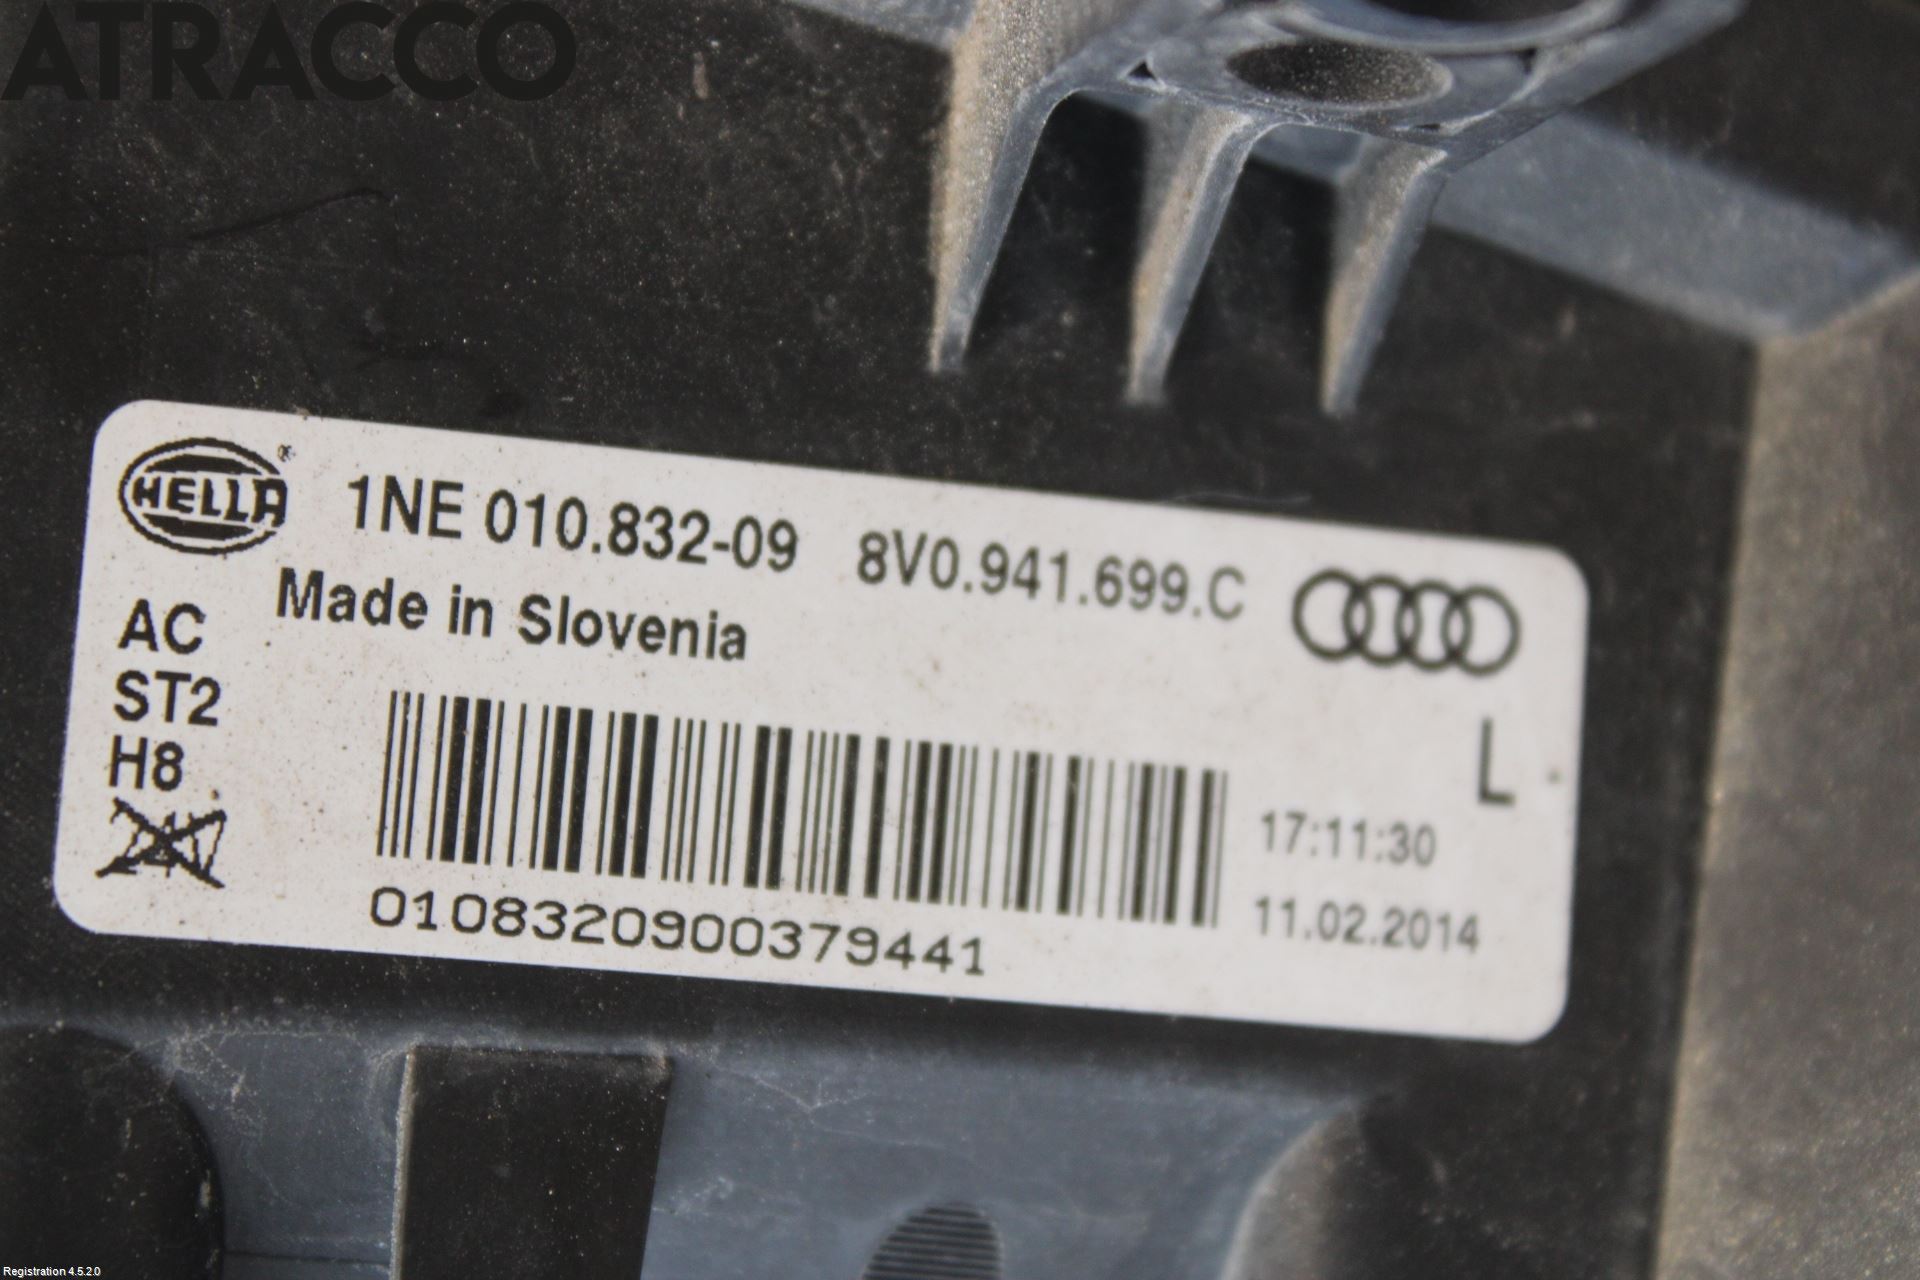 ATRACCO
HELLA® 1NE 010.832-09 8V0.941.699.C
Made in Slovenia
AC
ST2
H8
L
17:11:30
11.02.2014
0108320900379441
Registration 4.5.2.0